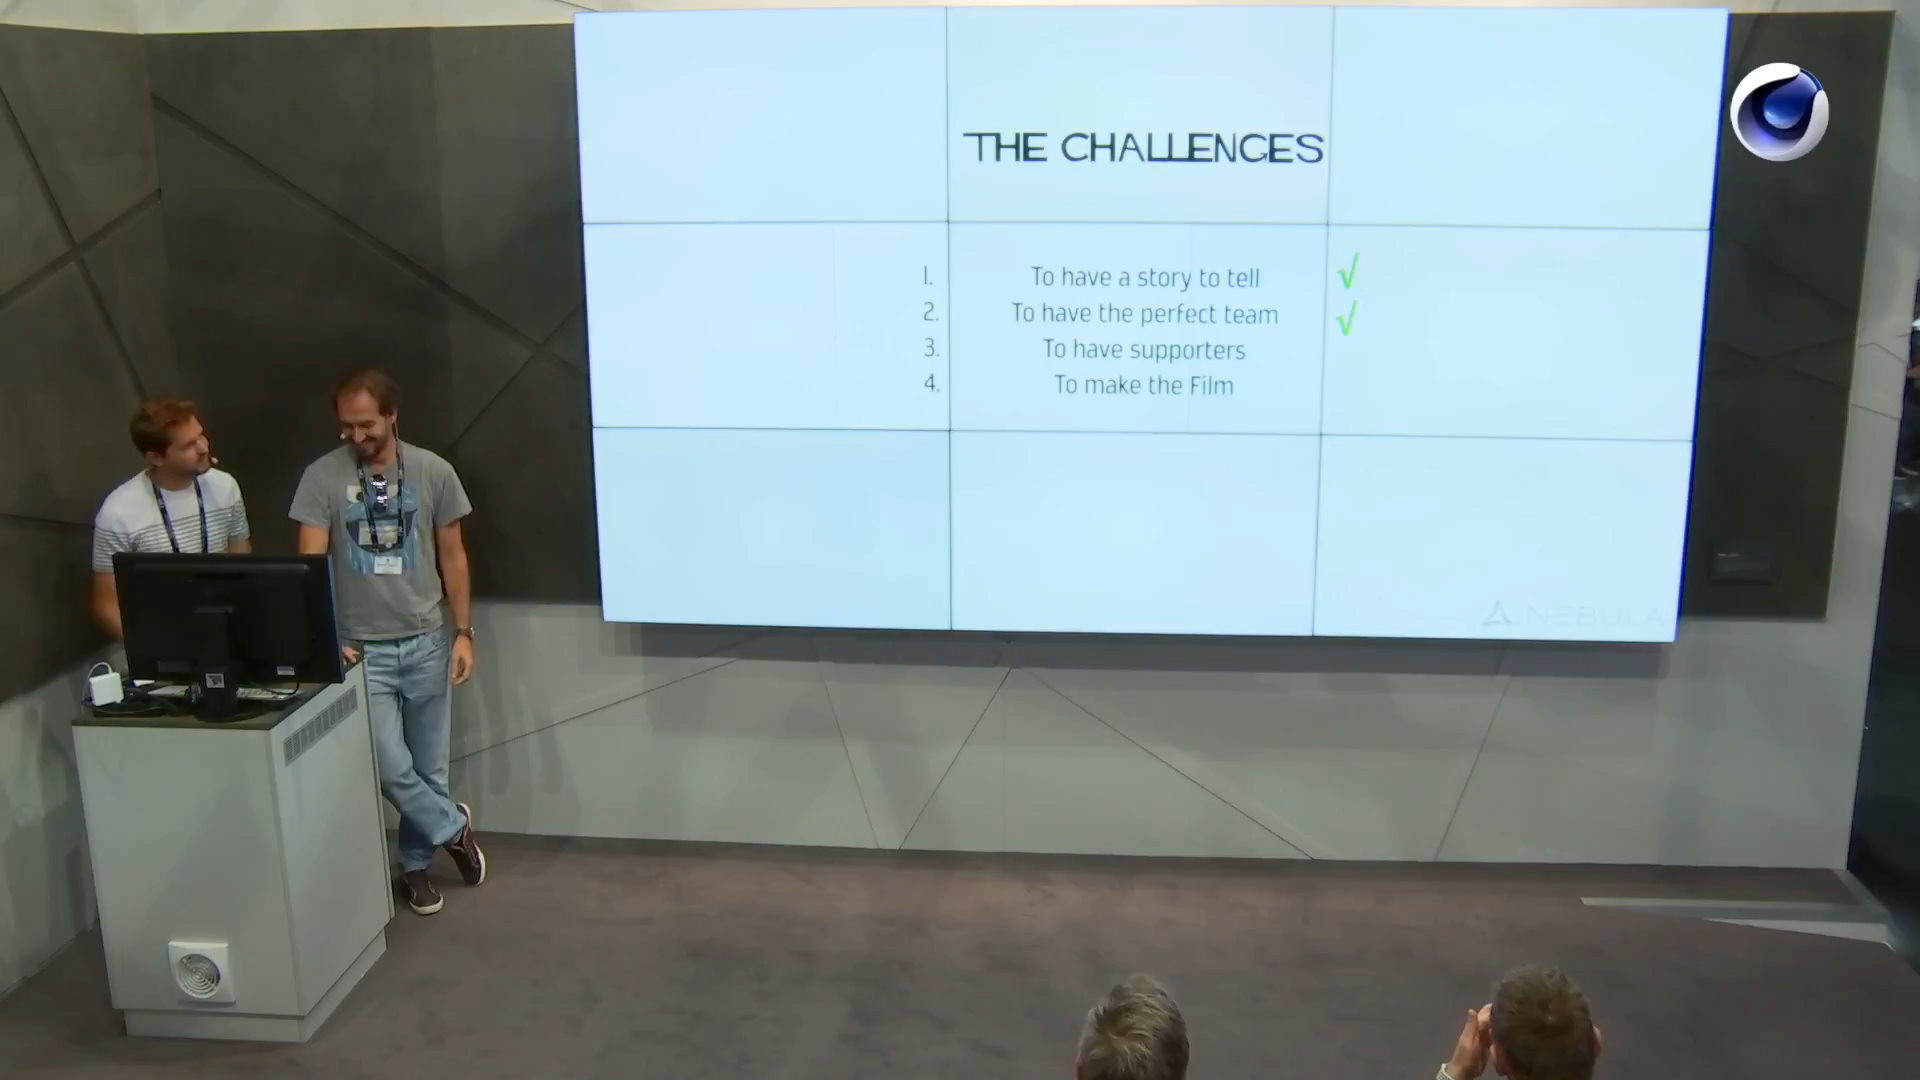 THE CHALLENGES
1. To have a story to tell √
2. To have the perfect team √
3. To have supporters
4. To make the Film
NEBULA